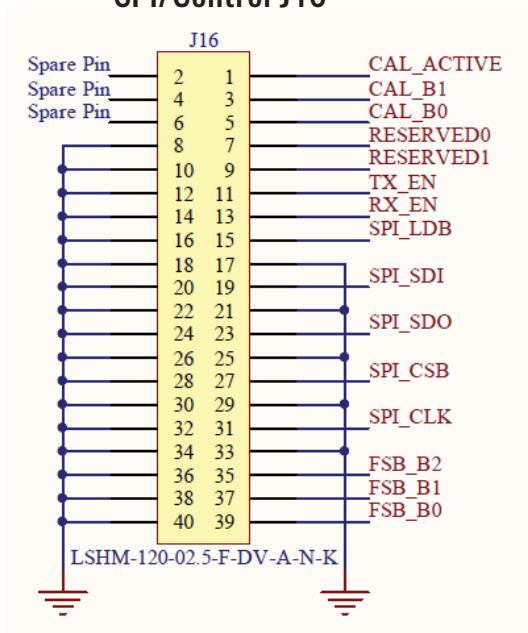 SPI/Control J16
J16
Spare Pin 2 1 CAL_ACTIVE
Spare Pin 4 3 CAL_B1
Spare Pin 6 5 CAL_B0
8 7 RESERVED0
10 9 RESERVED1
12 11 TX_EN
14 13 RX_EN
16 15 SPI_LDB
18 17
20 19 SPI_SDI
22 21
24 23 SPI_SDO
26 25
28 27 SPI_CSB
30 29
32 31 SPI_CLK
34 33
36 35 FSB_B2
38 37 FSB_B1
40 39 FSB_B0
LSHM-120-02.5-F-DV-A-N-K